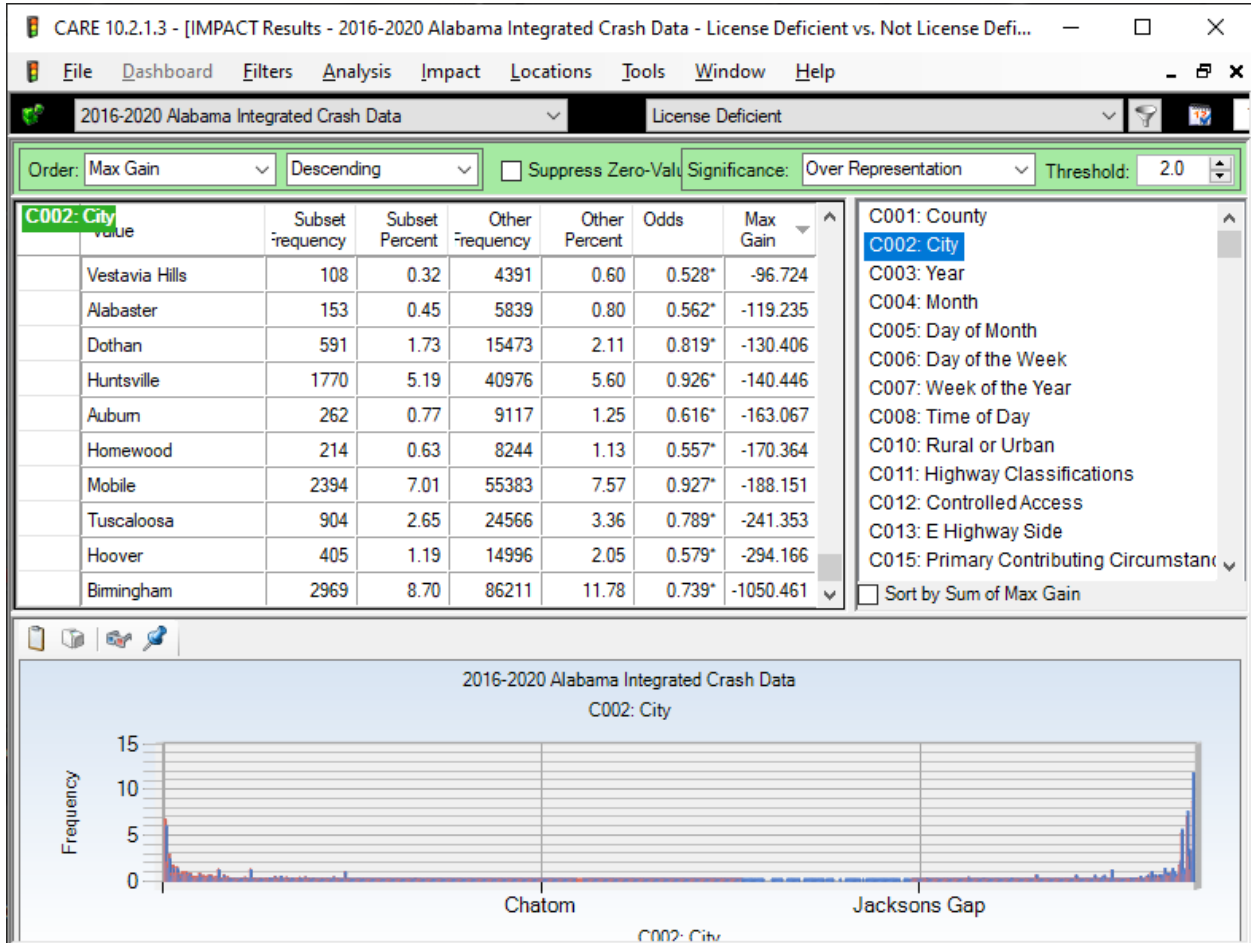 CARE 10.2.1.3 - [IMPACT Results - 2016-2020 Alabama Integrated Crash Data - License Deficient vs. Not License Defi...
File Dashboard Filters Analysis Impact Locations Tools Window Help
2016-2020 Alabama Integrated Crash Data License Deficient
Order: Max Gain Descending Suppress Zero-Valu Significance: Over Representation Threshold: 2.0
C002: City
Value Subset Frequency Subset Percent Other Frequency Other Percent Odds Max Gain
Vestavia Hills 108 0.32 4391 0.60 0.528* -96.724
Alabaster 153 0.45 5839 0.80 0.562* -119.235
Dothan 591 1.73 15473 2.11 0.819* -130.406
Huntsville 1770 5.19 40976 5.60 0.926* -140.446
Auburn 262 0.77 9117 1.25 0.616* -163.067
Homewood 214 0.63 8244 1.13 0.557* -170.364
Mobile 2394 7.01 55383 7.57 0.927* -188.151
Tuscaloosa 904 2.65 24566 3.36 0.789* -241.353
Hoover 405 1.19 14996 2.05 0.579* -294.166
Birmingham 2969 8.70 86211 11.78 0.739* -1050.461
C001: County
C002: City
C003: Year
C004: Month
C005: Day of Month
C006: Day of the Week
C007: Week of the Year
C008: Time of Day
C010: Rural or Urban
C011: Highway Classifications
C012: Controlled Access
C013: E Highway Side
C015: Primary Contributing Circumstanc
Sort by Sum of Max Gain
2016-2020 Alabama Integrated Crash Data
C002: City
15
10
5
0
Frequency
Chatom Jacksons Gap
C002: City